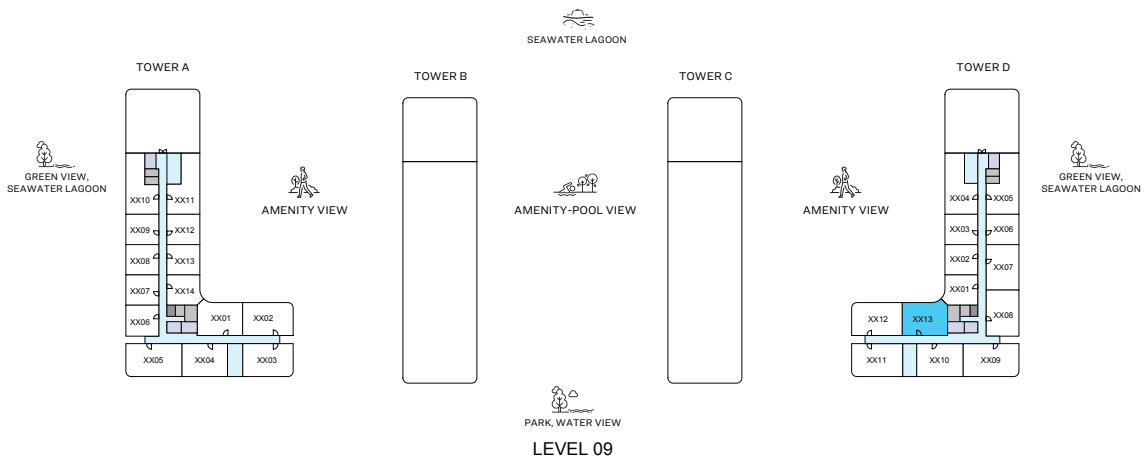 SEAWATER LAGOON
TOWER A
TOWER B
TOWER C
TOWER D
GREEN VIEW,
SEAWATER LAGOON
AMENITY VIEW
AMENITY-POOL VIEW
AMENITY VIEW
GREEN VIEW,
SEAWATER LAGOON
XX10 XX11
XX09 XX12
XX08 XX13
XX07 XX14
XX06 XX01 XX02
XX05 XX04 XX03
XX04 XX05
XX03 XX06
XX02 XX07
XX01
XX12 XX13 XX08
XX11 XX10 XX09
PARK, WATER VIEW
LEVEL 09